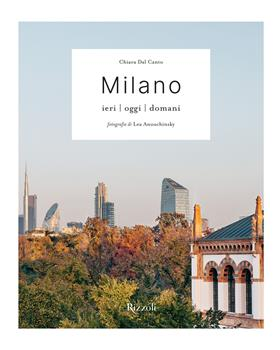 Chiara Dal Canto
Milano
ieri | oggi | domani
fotografie di Lea Anouchinsky
Rizzoli